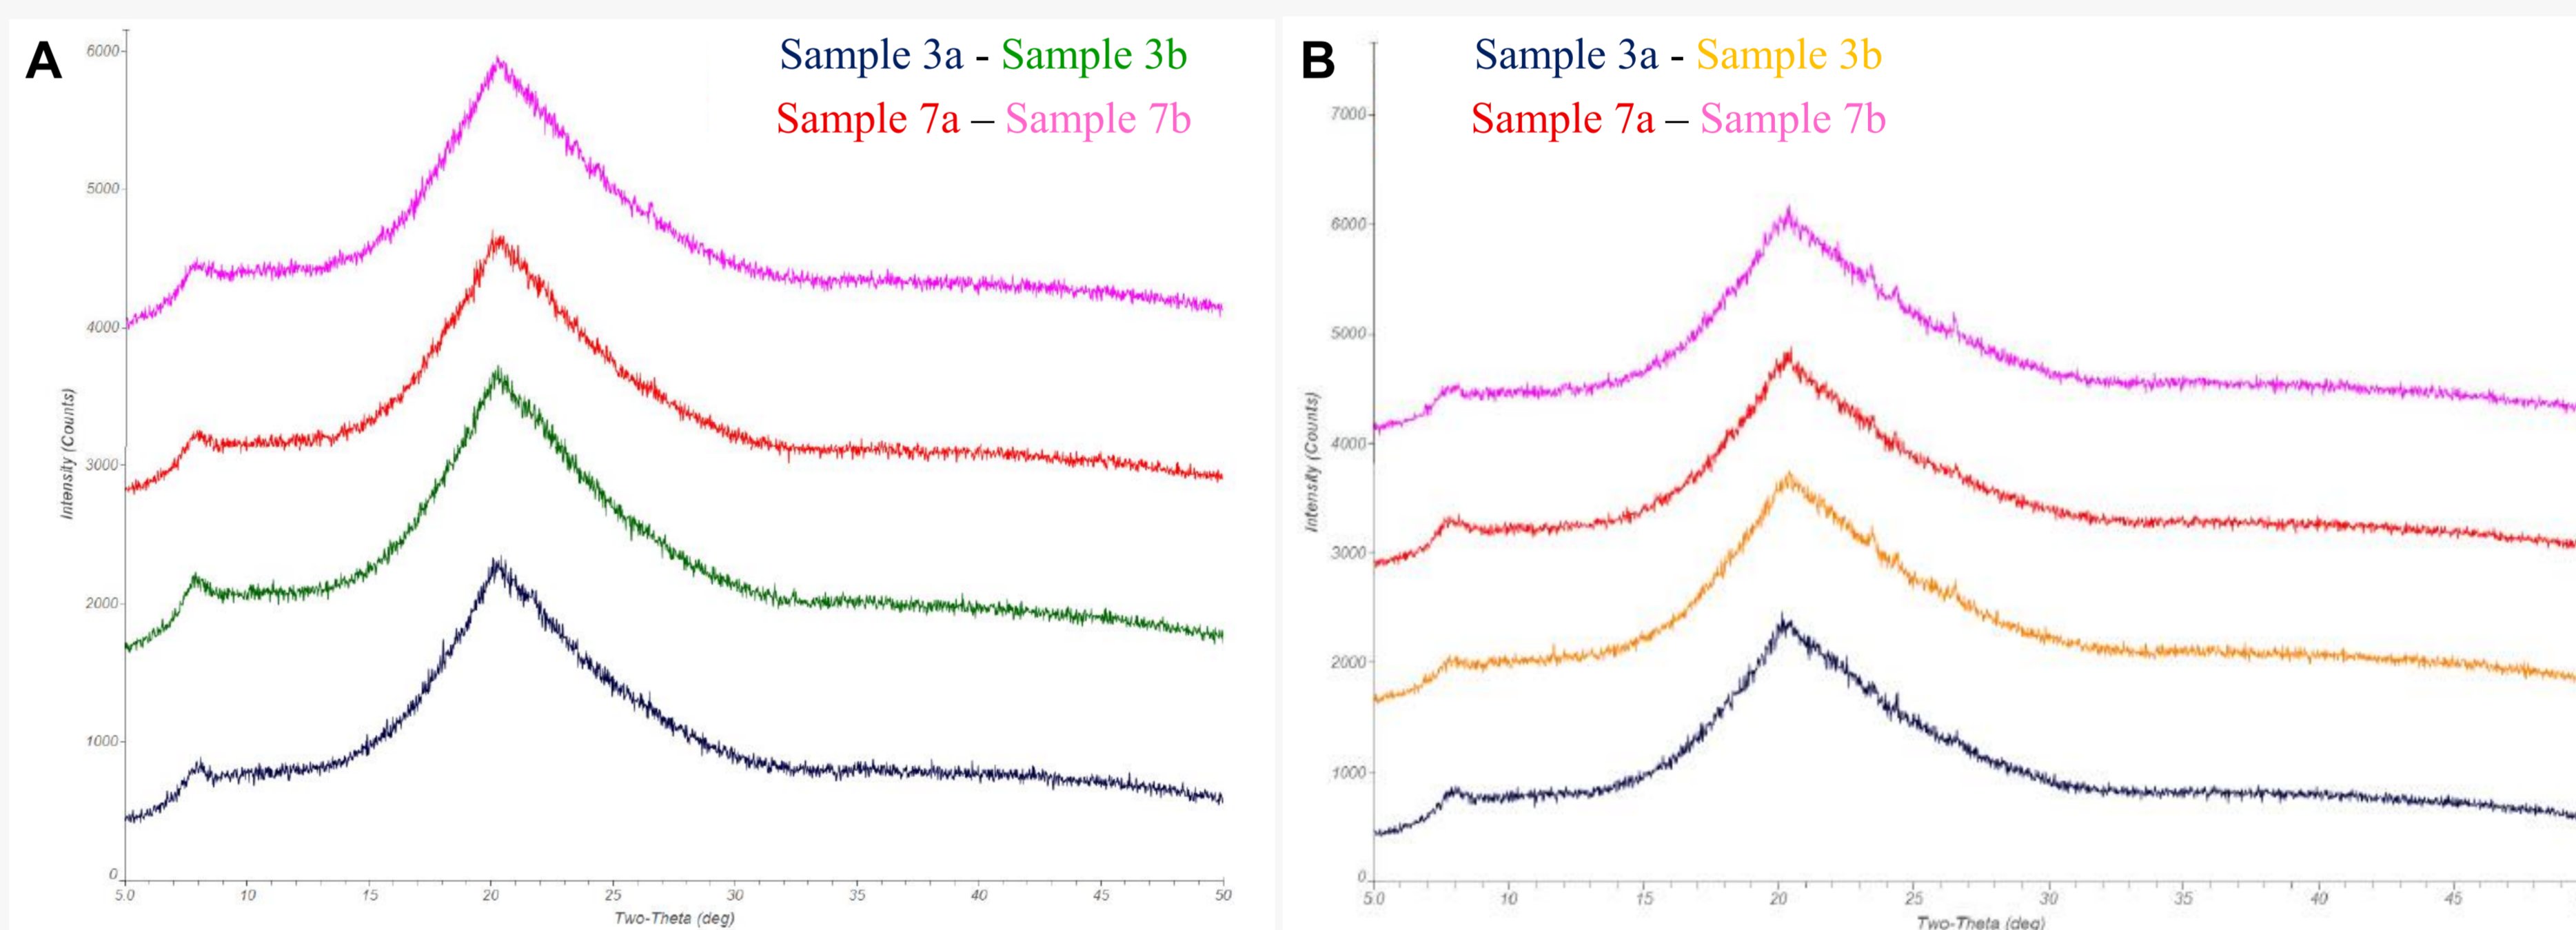 A
Sample 3a - Sample 3b
Sample 7a – Sample 7b
6000
5000
4000
3000
2000
1000
0
Intensity (Counts)
5.0 10 15 20 25 30 35 40 45 50
Two-Theta (deg)
B
Sample 3a - Sample 3b
Sample 7a – Sample 7b
7000
6000
5000
4000
3000
2000
1000
0
Intensity (Counts)
5.0 10 15 20 25 30 35 40 45
Two-Theta (deg)